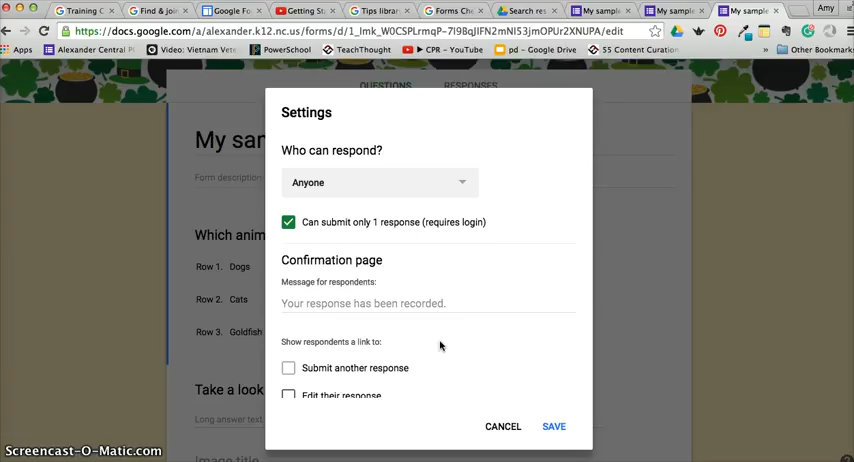 Training C
Find & Join
Google Fo
Getting St
Tips librar
Forms Che
Search res
My sample
My sample
My sample
Amy
https://docs.google.com/a/alexander.k12.nc.us/forms/d/1_
Apps
Alexander Central
Video: Vietnam Vete
PowerSchool
TeachThought
CPR - YouTube
pd - Google Drive
55 Content Curation
Other Bookmarks
QUESTIONS
RESPONSES
Settings
Who can respond?
My sam
Form description
Anyone
Can submit only 1 response (requires login)
Which anim
Confirmation page
Row 1. Dogs
Message for respondents:
Row 2. Cats
Your response has been recorded.
Row 3. Goldfish
Show respondents a link to:
Submit another response
Take a look
Edit their response
Long answer text
CANCEL
SAVE
Screencast-O-Matic.com
Image title